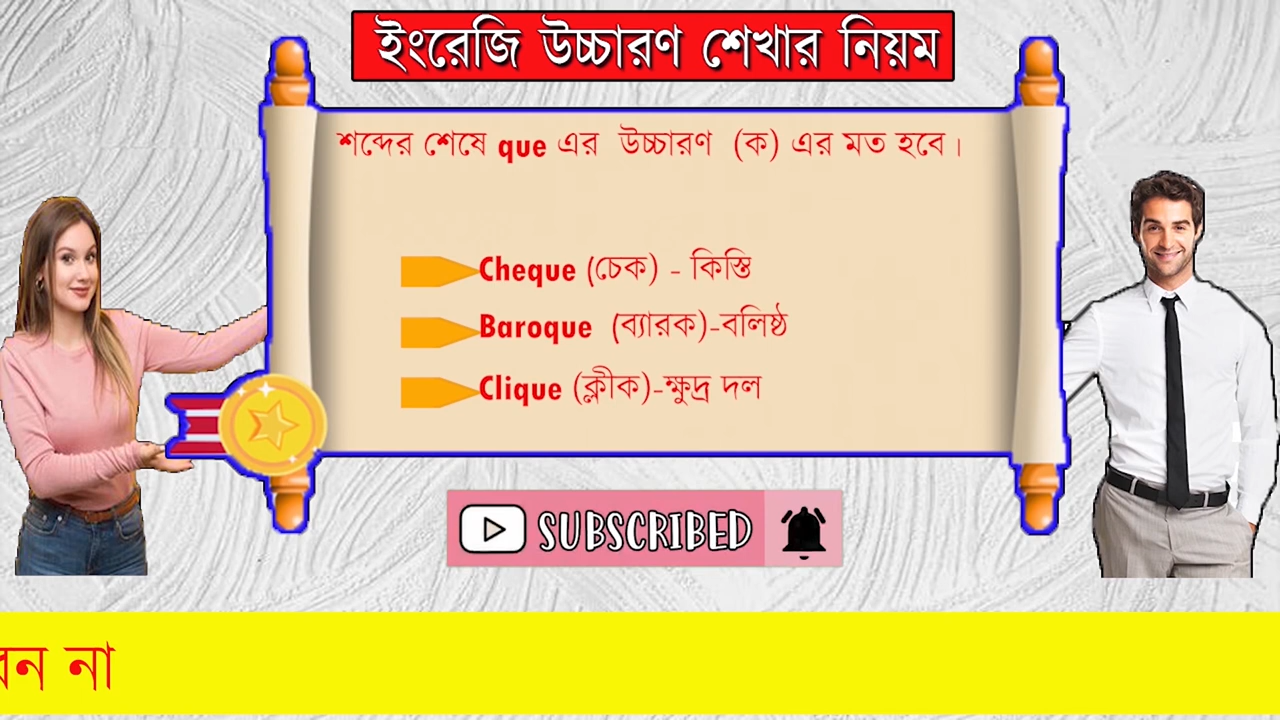 ইংরেজি উচ্চারণ শেখার নিয়ম
শব্দের শেষে que এর উচ্চারণ (ক) এর মত হবে।
Cheque (চেক) - কিস্তি
Baroque (ব্যারক)-বলিষ্ঠ
Clique (ক্লীক)-ক্ষুদ্র দল
SUBSCRIBED
না